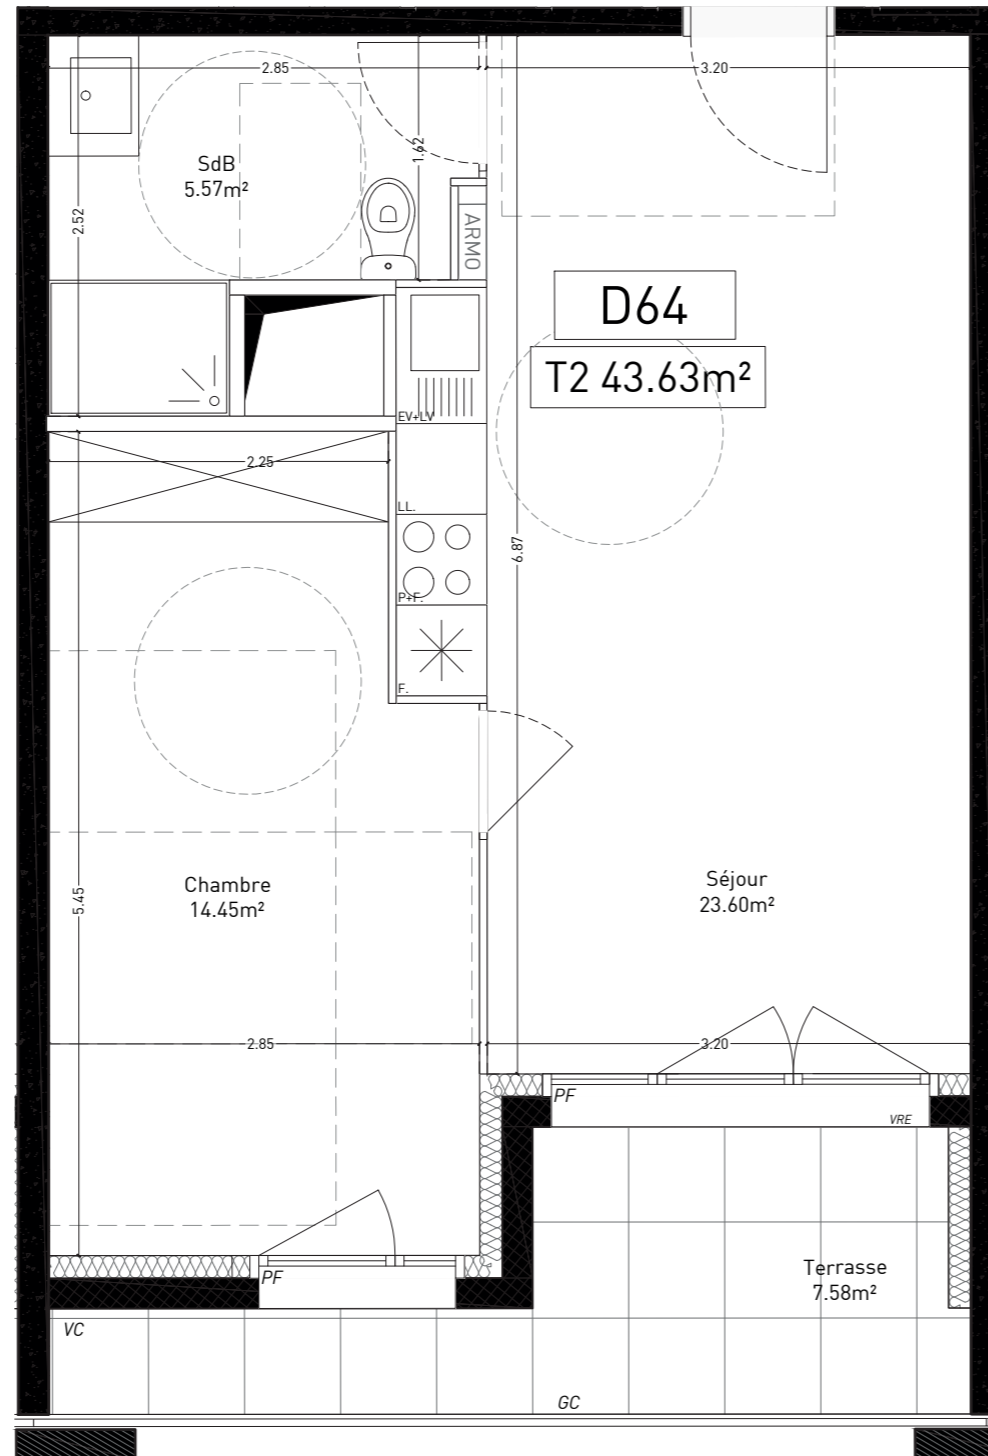 2.85
3.20
1.62
SdB
5.57m²
2.52
ARMO
D64
T2 43.63m²
EV+LV
2.25
LL.
6.87
P+F.
F.
Chambre
14.45m²
5.45
Séjour
23.60m²
2.85
3.20
PF
VRE
PF
Terrasse
7.58m²
VC
GC